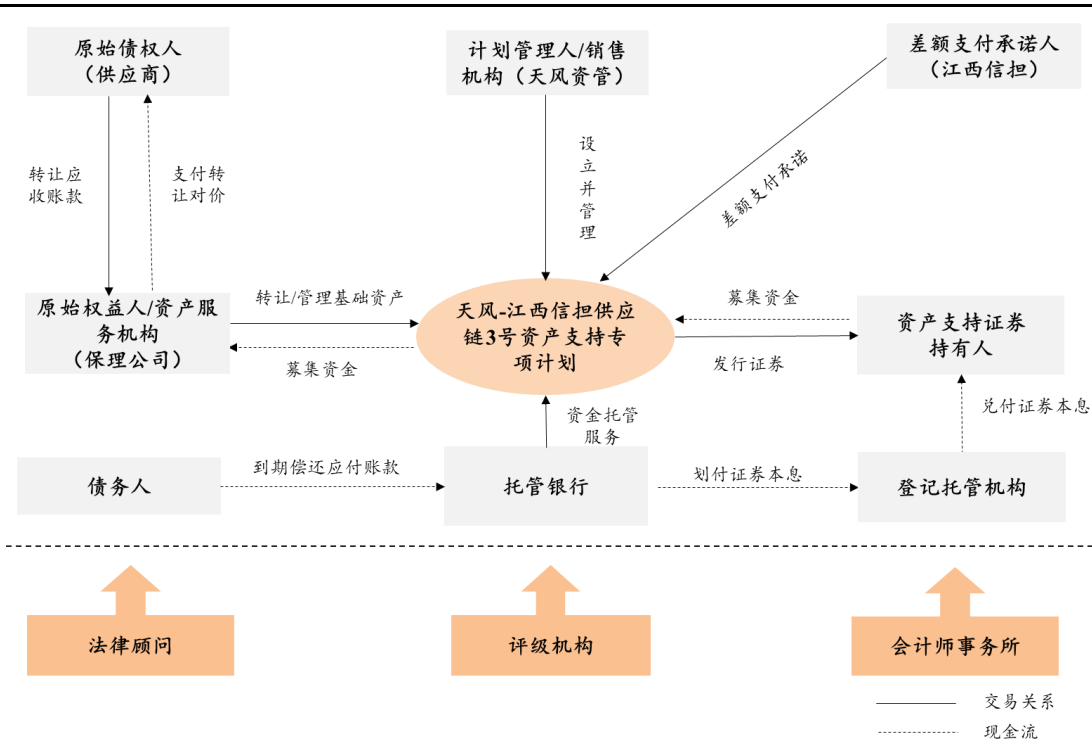 原始债权人
（供应商）
计划管理人/销售
机构（天风资管）
差额支付承诺人
（江西信担）
转让应
收账款
支付转
让对价
设
立
并
管
理
差额支付承诺
原始权益人/资产服
务机构
（保理公司）
转让/管理基础资产
募集资金
天风-江西信担供应
链3号资产支持专
项计划
募集资金
发行证券
资产支持证券
持有人
资金托管
服务
兑付证券本息
债务人
到期偿还应付账款
托管银行
划付证券本息
登记托管机构
法律顾问
评级机构
会计师事务所
交易关系
现金流